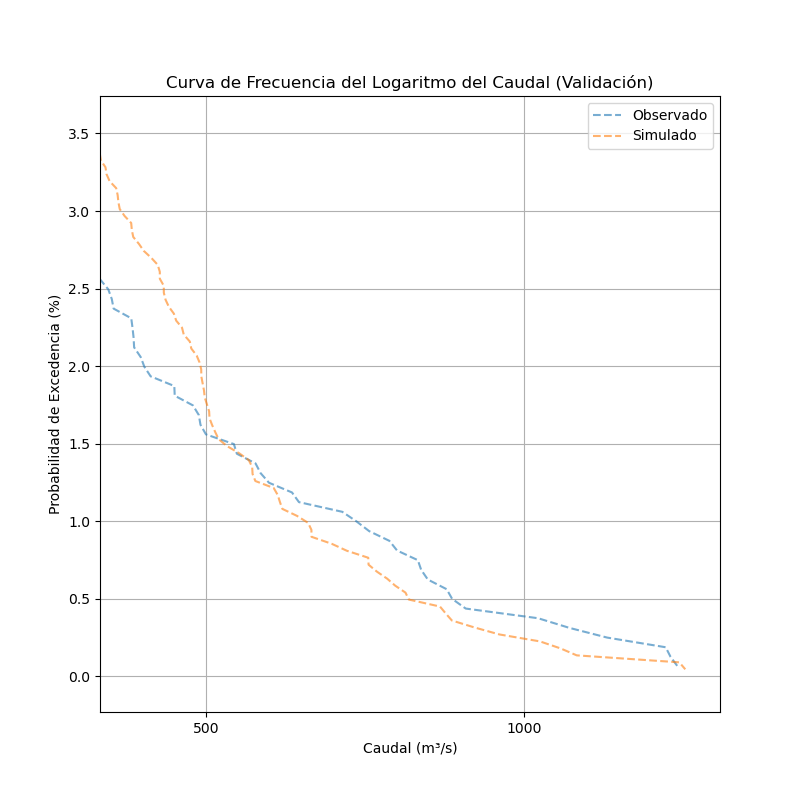 Curva de Frecuencia del Logaritmo del Caudal (Validación)
Observado
Simulado
Probabilidad de Excedencia (%)
3.5
3.0
2.5
2.0
1.5
1.0
0.5
0.0
500
1000
Caudal (m³/s)